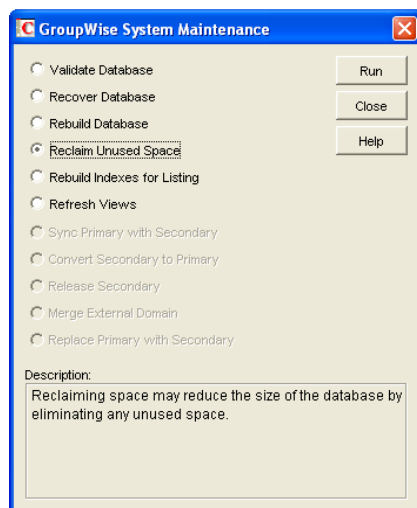 GroupWise System Maintenance
Validate Database
Run
Recover Database
Close
Rebuild Database
Help
Reclaim Unused Space
Rebuild Indexes for Listing
Refresh Views
Sync Primary with Secondary
Convert Secondary to Primary
Release Secondary
Merge External Domain
Replace Primary with Secondary
Description:
Reclaiming space may reduce the size of the database by
eliminating any unused space.